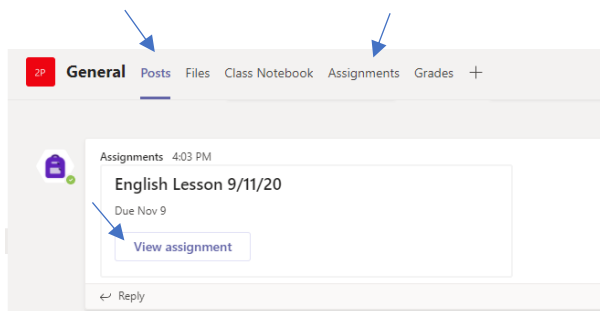 2P General Posts Files Class Notebook Assignments Grades
Assignments 4:03 PM
English Lesson 9/11/20
Due Nov 9
View assignment
Reply